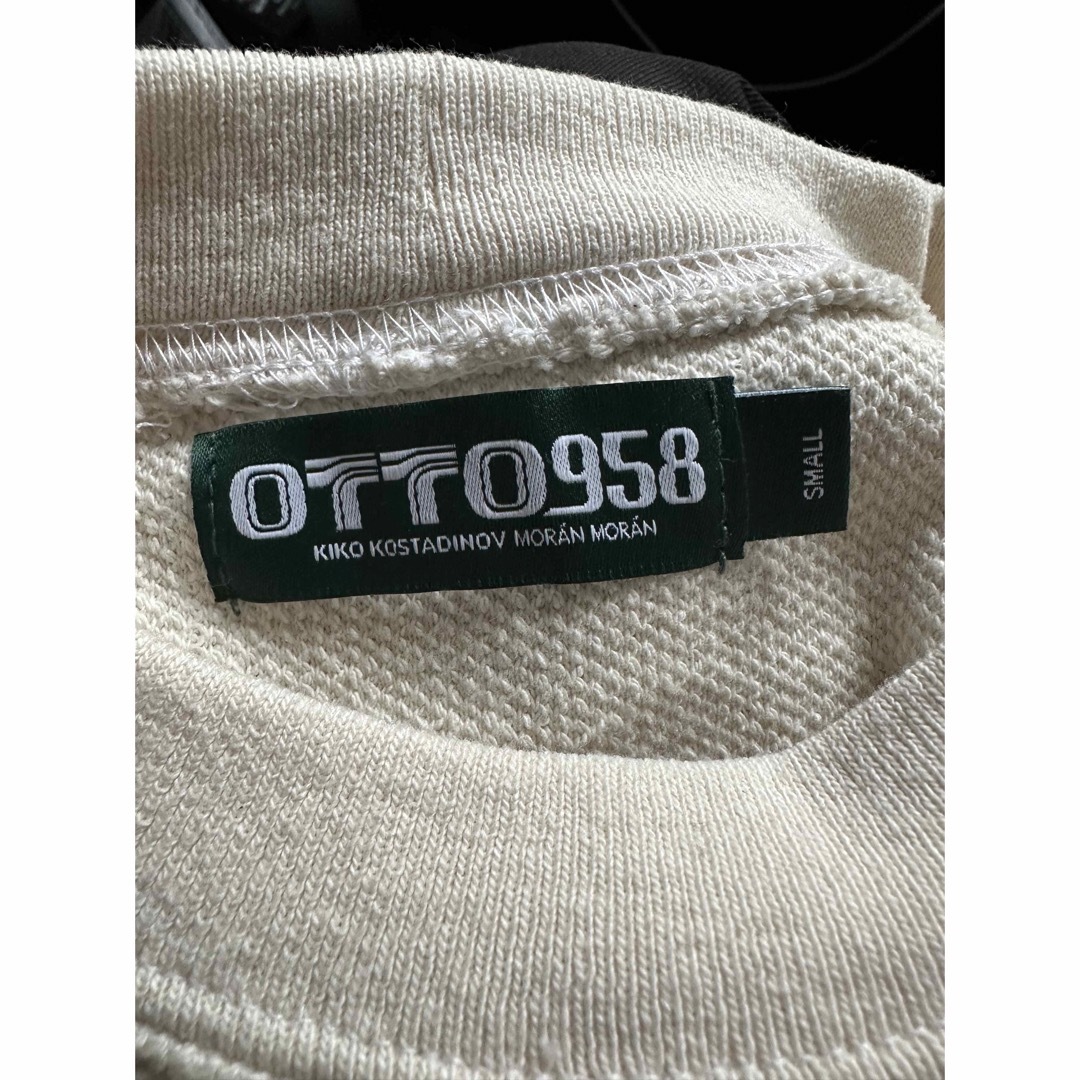 OTTO958
KIKO KOSTADINOV MORÁN MORÁN
SMALL